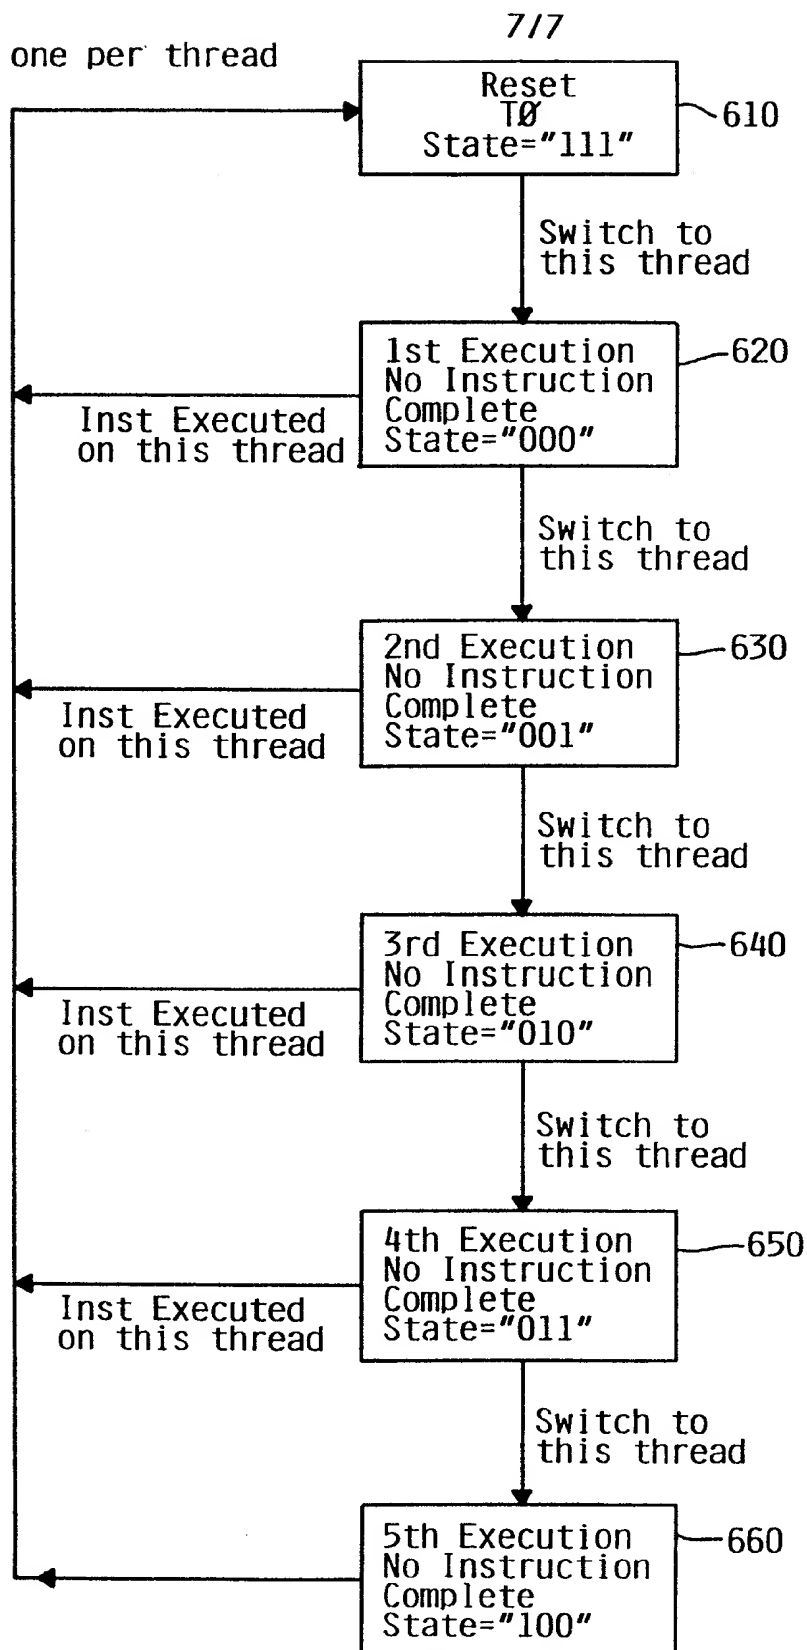 7/7
one per thread
Reset
TØ
State="111"
610
Switch to
this thread
1st Execution
No Instruction
Complete
State="000"
620
Inst Executed
on this thread
Switch to
this thread
2nd Execution
No Instruction
Complete
State="001"
630
Inst Executed
on this thread
Switch to
this thread
3rd Execution
No Instruction
Complete
State="010"
640
Inst Executed
on this thread
Switch to
this thread
4th Execution
No Instruction
Complete
State="011"
650
Inst Executed
on this thread
Switch to
this thread
5th Execution
No Instruction
Complete
State="100"
660